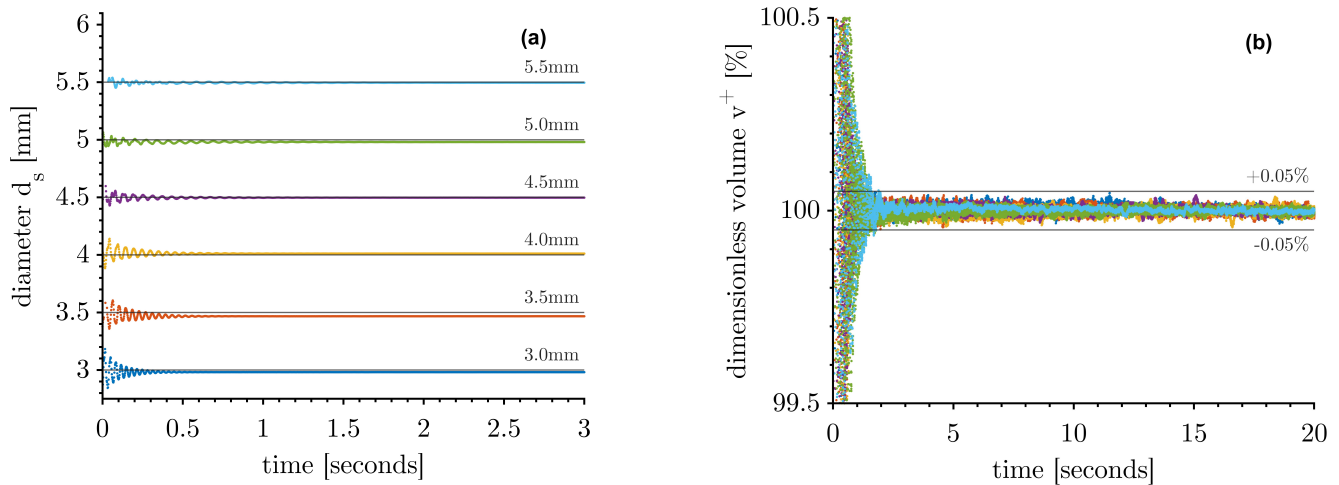 (a)
6
5.5
5
4.5
4
3.5
3
5.5mm
5.0mm
4.5mm
4.0mm
3.5mm
3.0mm
diameter d_s [mm]
0 0.5 1 1.5 2 2.5 3
time [seconds]
(b)
100.5
100
99.5
+0.05%
-0.05%
dimensionless volume v⁺ [%]
0 5 10 15 20
time [seconds]